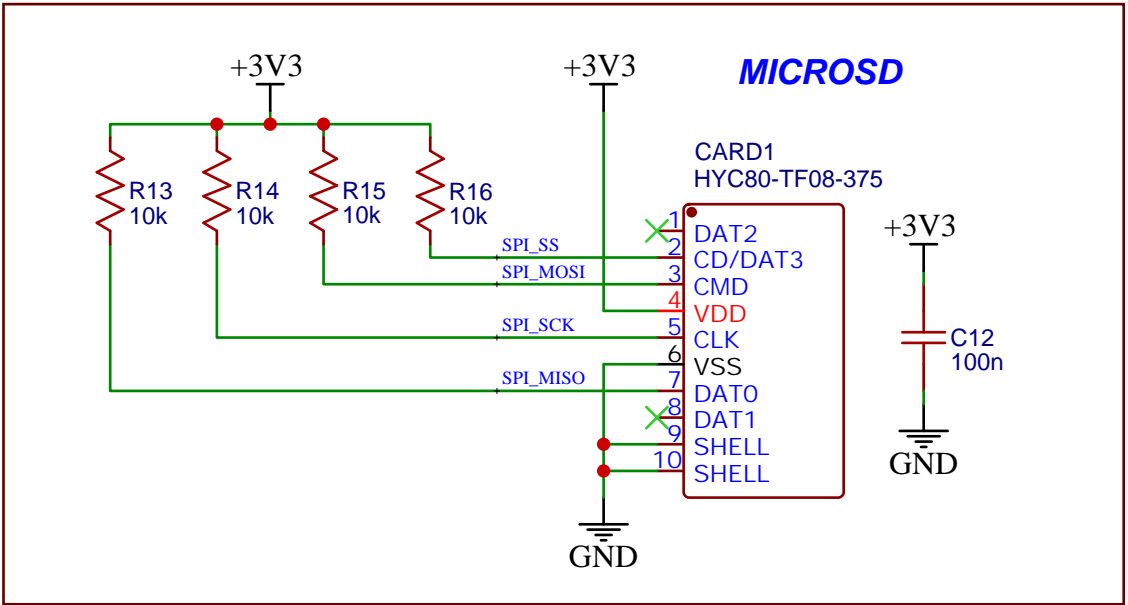 MICROSD
+3V3
+3V3
R13
10k
R14
10k
R15
10k
R16
10k
SPI_SS
SPI_MOSI
SPI_SCK
SPI_MISO
CARD1
HYC80-TF08-375
1 DAT2
2 CD/DAT3
3 CMD
4 VDD
5 CLK
6 VSS
7 DAT0
8 DAT1
9 SHELL
10 SHELL
GND
+3V3
C12
100n
GND